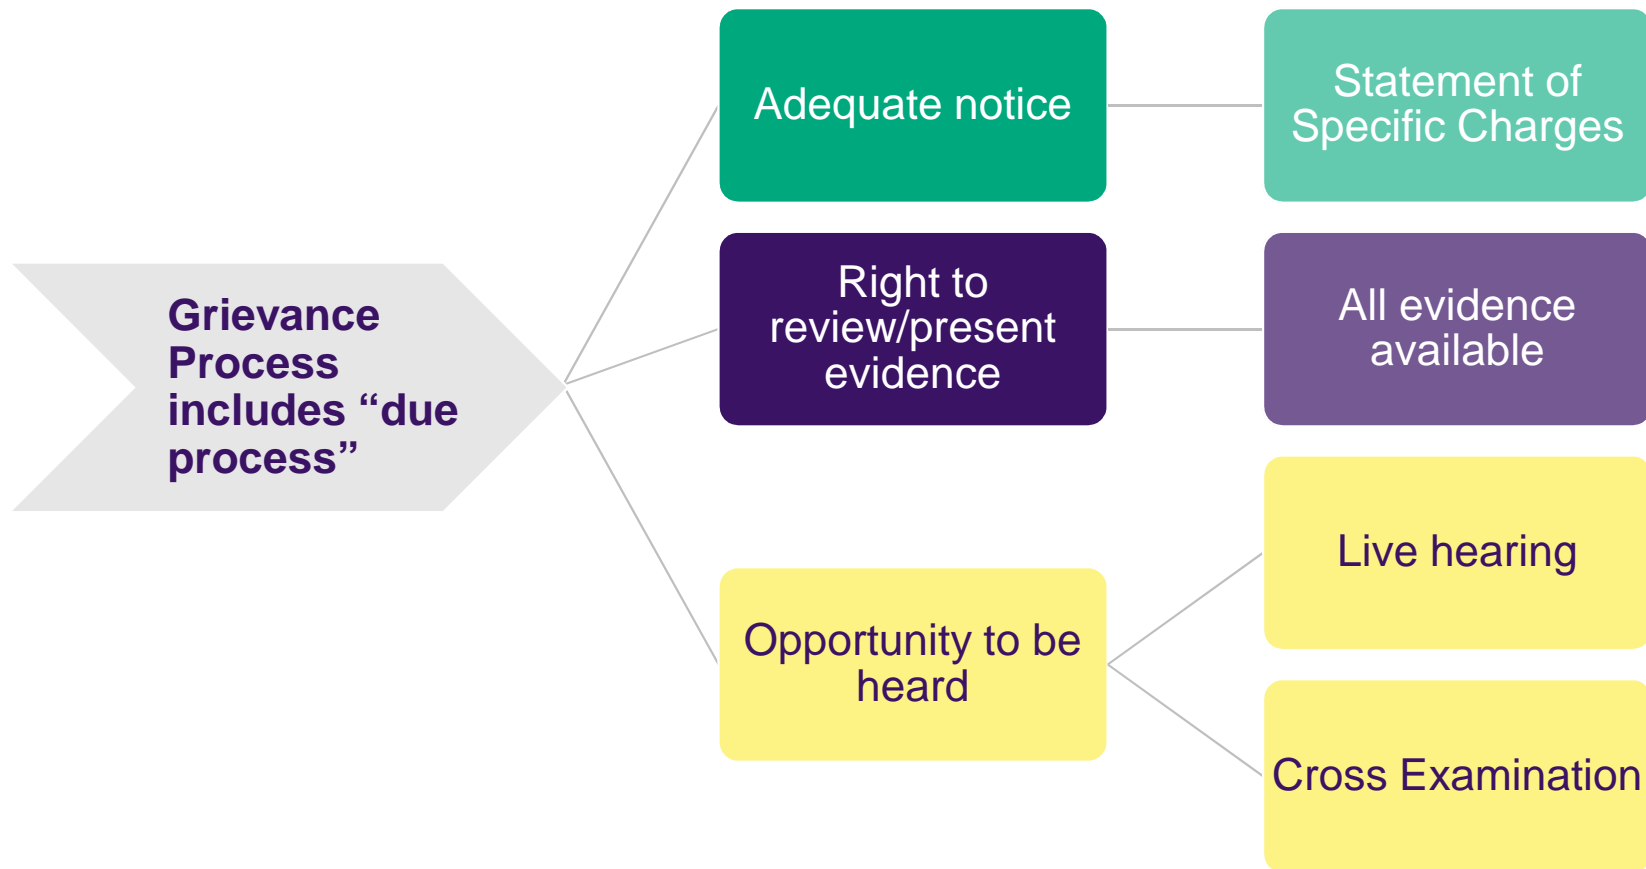 Grievance
Process
includes “due
process”
Adequate notice
Statement of
Specific Charges
Right to
review/present
evidence
All evidence
available
Opportunity to be
heard
Live hearing
Cross Examination